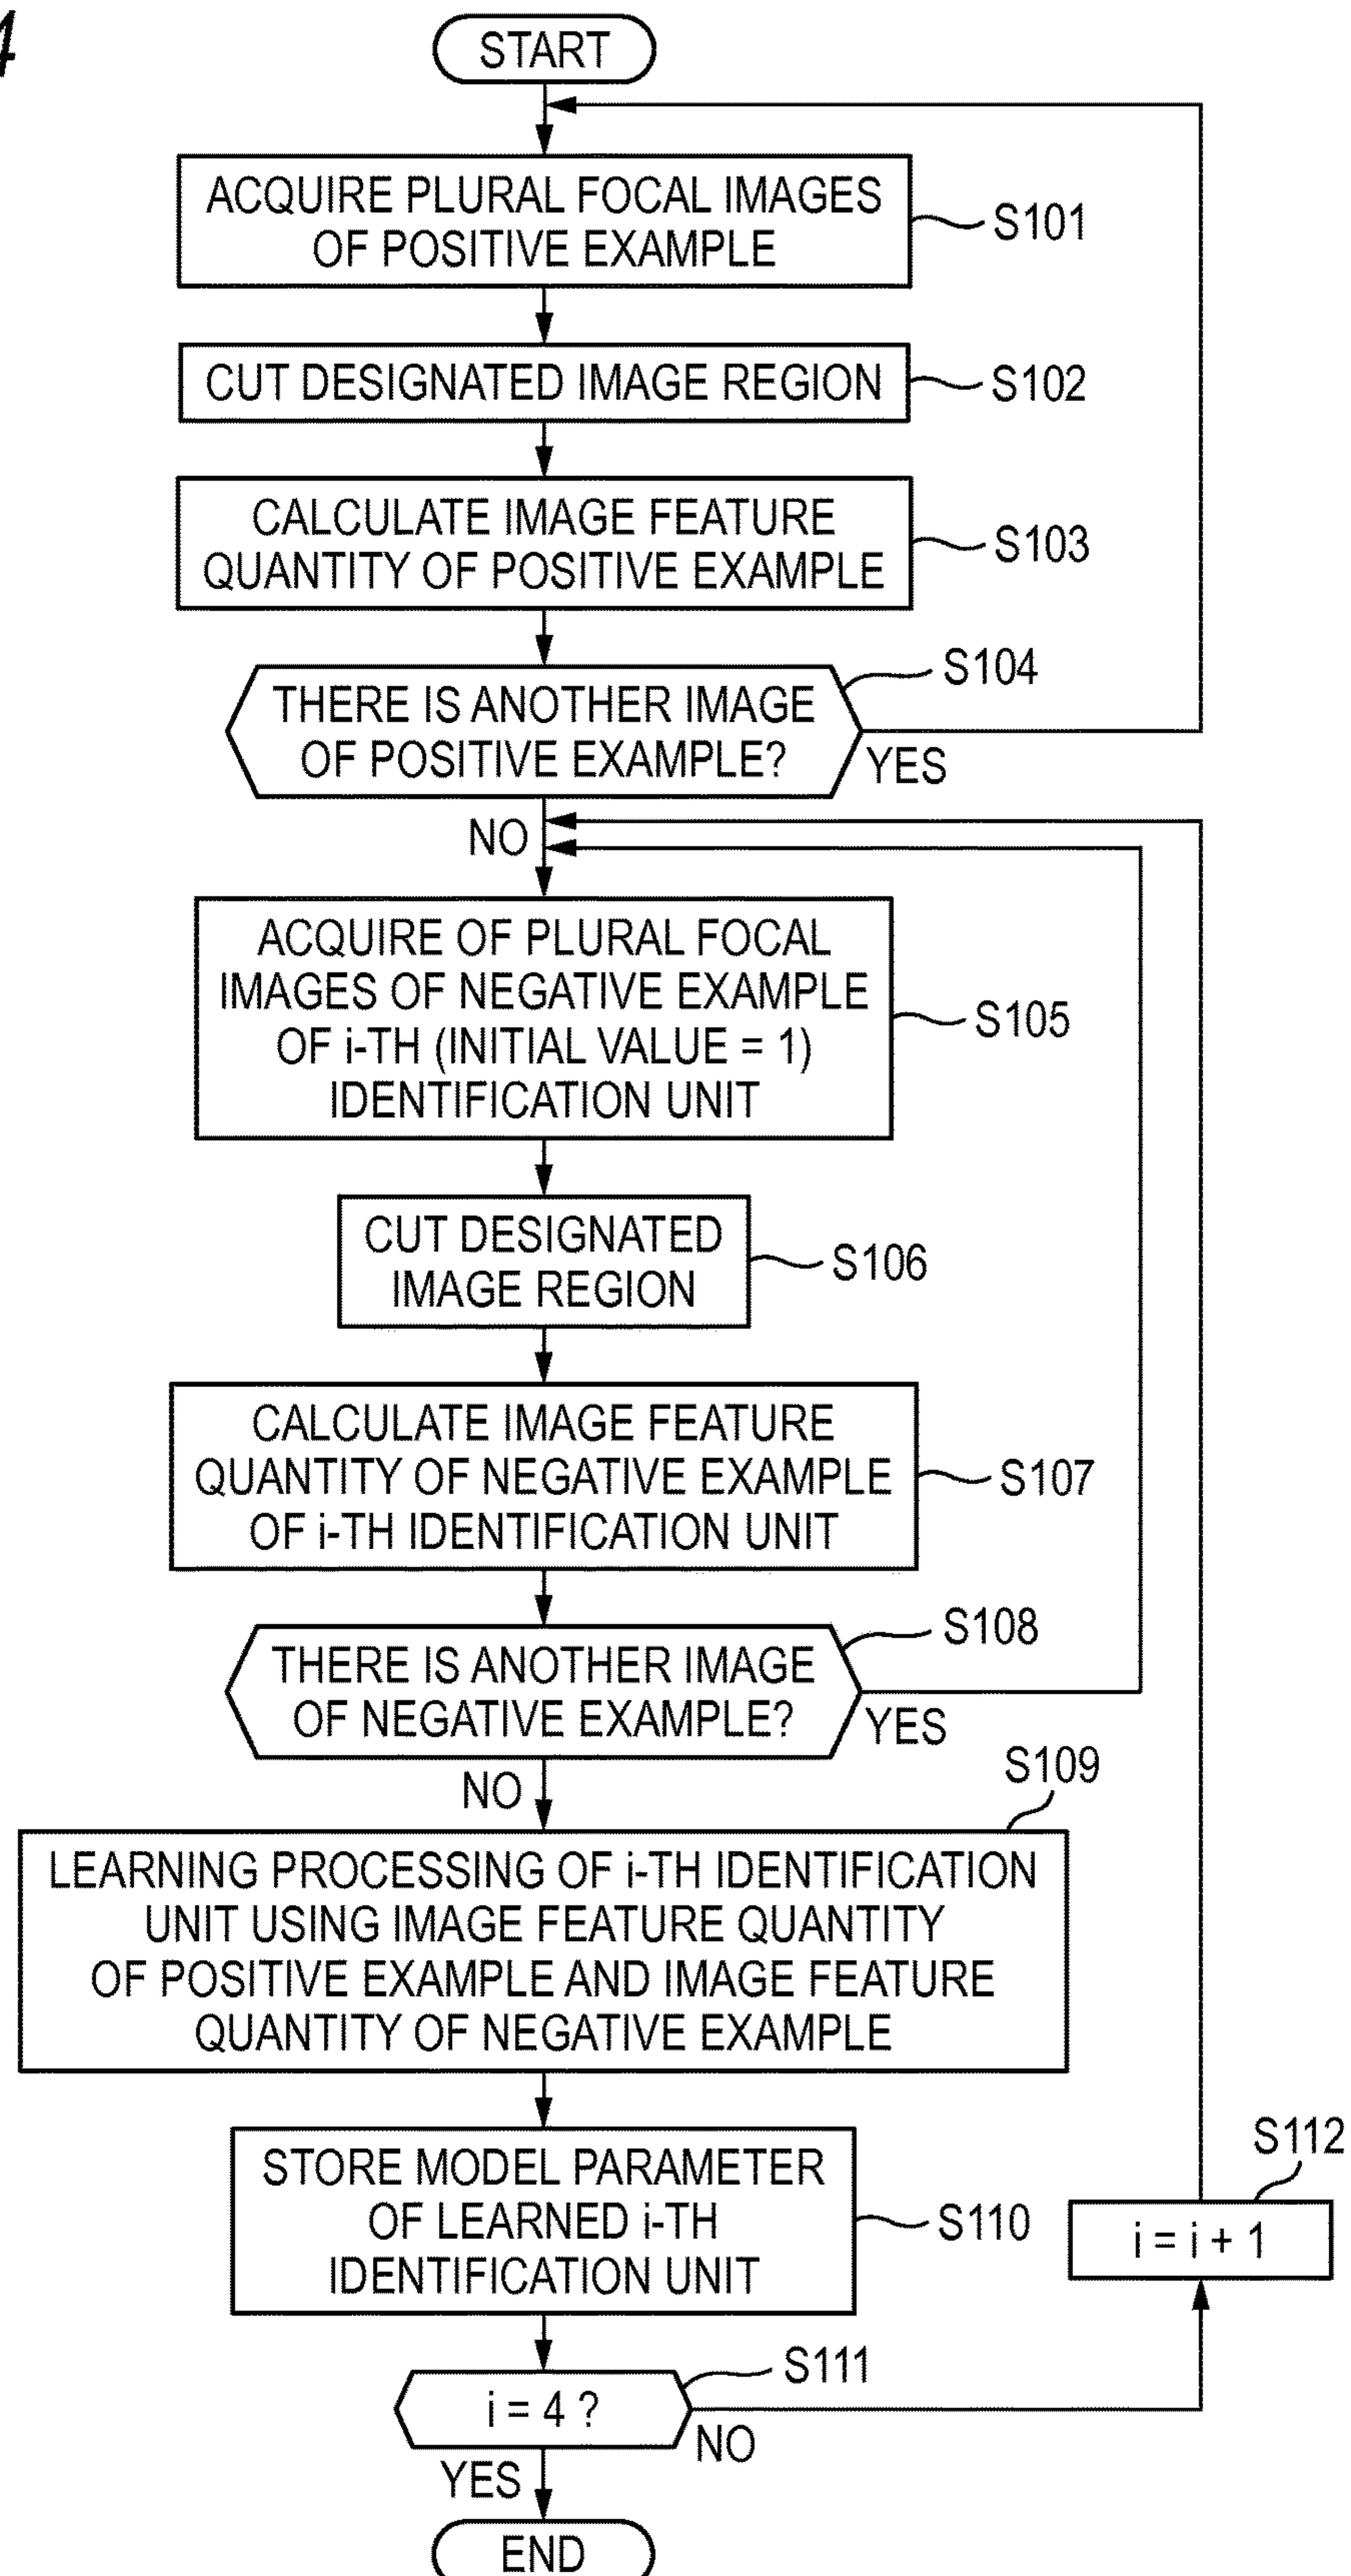 4
START
ACQUIRE PLURAL FOCAL IMAGES
OF POSITIVE EXAMPLE
S101
CUT DESIGNATED IMAGE REGION
S102
CALCULATE IMAGE FEATURE
QUANTITY OF POSITIVE EXAMPLE
S103
S104
THERE IS ANOTHER IMAGE
OF POSITIVE EXAMPLE?
YES
NO
ACQUIRE OF PLURAL FOCAL
IMAGES OF NEGATIVE EXAMPLE
OF i-TH (INITIAL VALUE = 1)
IDENTIFICATION UNIT
S105
CUT DESIGNATED
IMAGE REGION
S106
CALCULATE IMAGE FEATURE
QUANTITY OF NEGATIVE EXAMPLE
OF i-TH IDENTIFICATION UNIT
S107
S108
THERE IS ANOTHER IMAGE
OF NEGATIVE EXAMPLE?
YES
NO
S109
LEARNING PROCESSING OF i-TH IDENTIFICATION
UNIT USING IMAGE FEATURE QUANTITY
OF POSITIVE EXAMPLE AND IMAGE FEATURE
QUANTITY OF NEGATIVE EXAMPLE
STORE MODEL PARAMETER
OF LEARNED i-TH
IDENTIFICATION UNIT
S110
S112
i = i + 1
S111
i = 4 ?
NO
YES
END